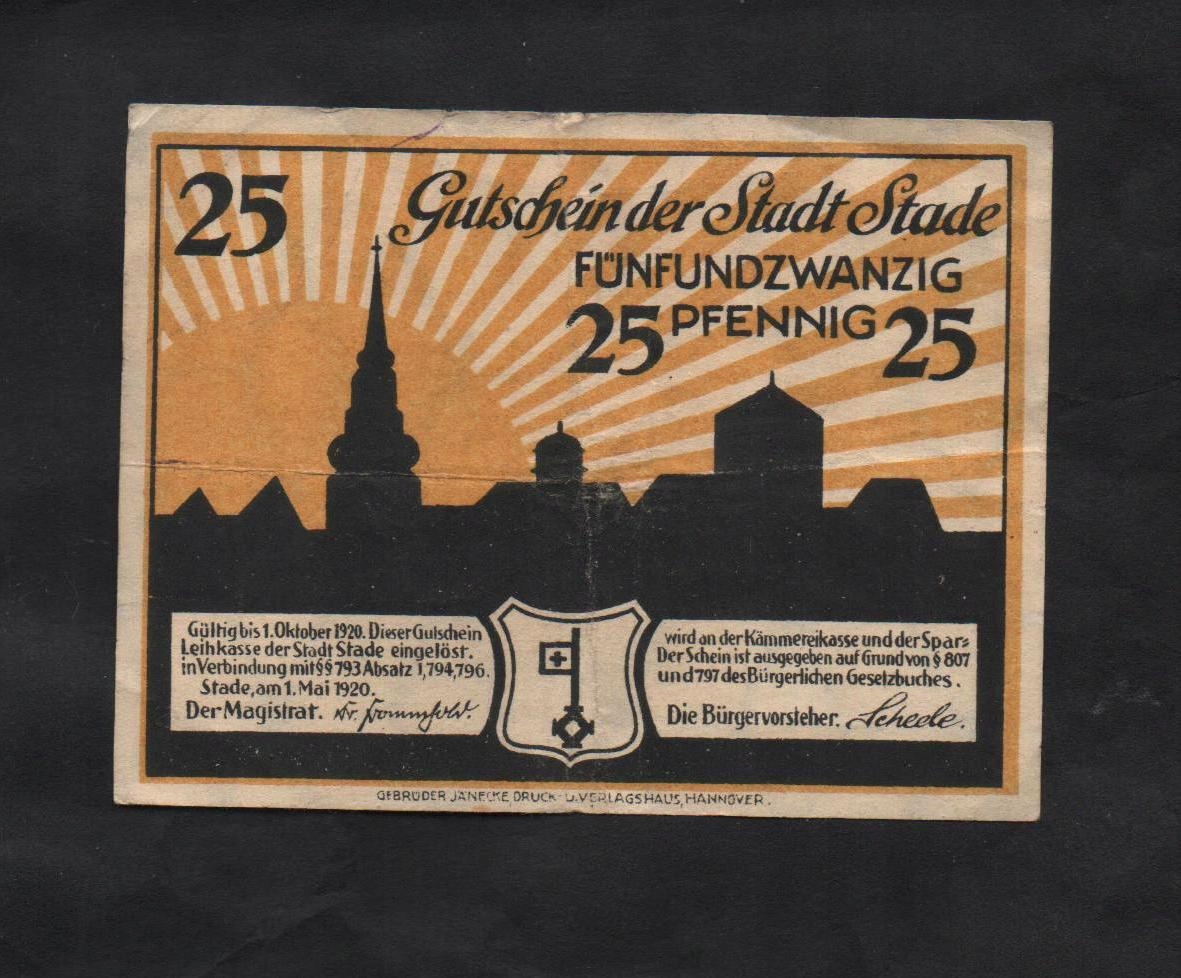 25
Gutschein der Stadt Stade
FÜNFUNDZWANZIG
25 PFENNIG 25
Gültig bis 1. Oktober 1920. Dieser Gutschein wird an der Kämmereikasse und der Spar=
Leihkasse der Stadt Stade eingelöst. Der Schein ist ausgegeben auf Grund von § 807
in Verbindung mit §§ 793 Absatz 1, 794, 796. und 797 des Bürgerlichen Gesetzbuches.
Stade, am 1. Mai 1920.
Der Magistrat. Dr. Die Bürgervorsteher. Scheele.
GEBRÜDER JÄNECKE DRUCK- U. VERLAGSHAUS, HANNOVER.